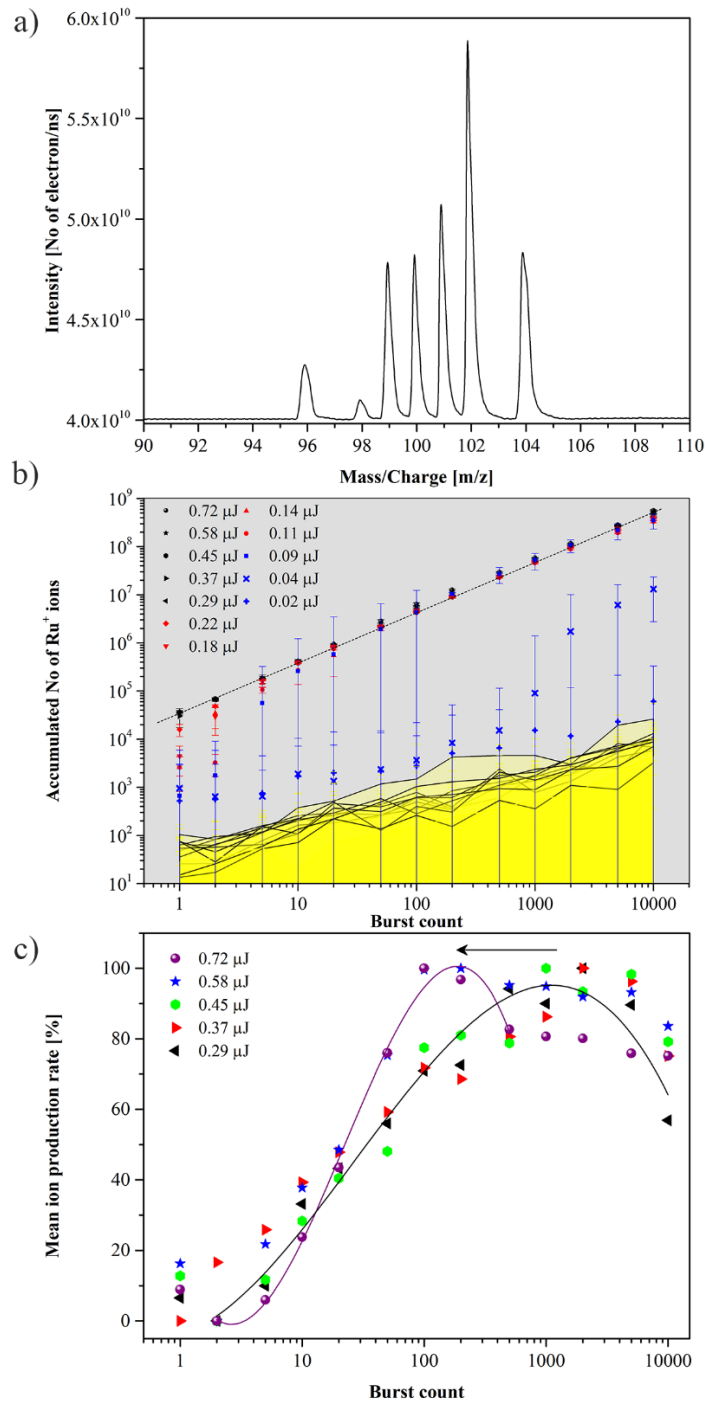 a)
6.0x10^10
5.5x10^10
5.0x10^10
4.5x10^10
4.0x10^10
Intensity [No of electron/ns]
90 92 94 96 98 100 102 104 106 108 110
Mass/Charge [m/z]
b)
10^9
10^8
10^7
10^6
10^5
10^4
10^3
10^2
10^1
Accumulated No of Ru^+ ions
0.72 μJ
0.58 μJ
0.45 μJ
0.37 μJ
0.29 μJ
0.22 μJ
0.18 μJ
0.14 μJ
0.11 μJ
0.09 μJ
0.04 μJ
0.02 μJ
1 10 100 1000 10000
Burst count
c)
100
80
60
40
20
0
Mean ion production rate [%]
0.72 μJ
0.58 μJ
0.45 μJ
0.37 μJ
0.29 μJ
1 10 100 1000 10000
Burst count